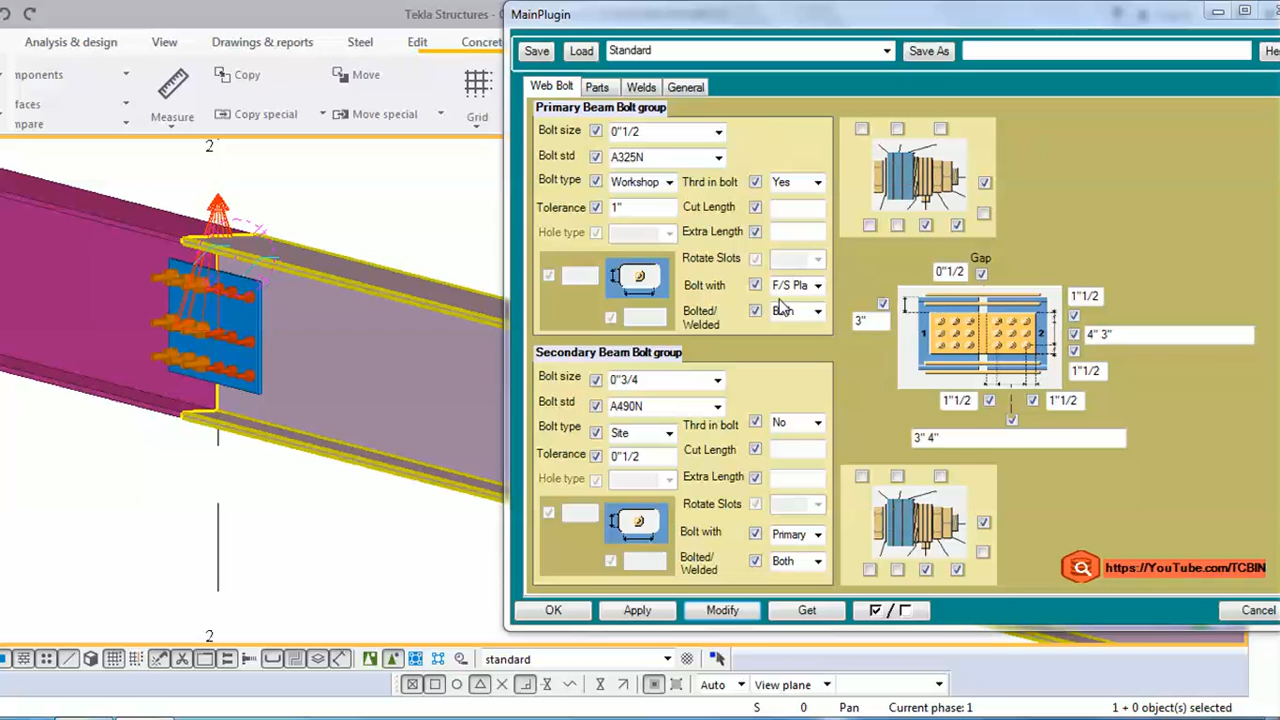 Tekla Structures -
MainPlugin
Analysis & design View Drawings & reports Steel Edit
Save Load Standard Save As
mponents Copy Move
faces
mpare Measure Copy special Move special Grid
Web Bolt Parts Welds General
Primary Beam Bolt group
Bolt size 0"1/2
Bolt std A325N
Bolt type Workshop Thrd in bolt Yes
Tolerance 1" Cut Length
Hole type Extra Length
Rotate Slots
Bolt with F/S Pla
Bolted/
Welded
Secondary Beam Bolt group
Bolt size 0"3/4
Bolt std A490N
Bolt type Site Thrd in bolt No
Tolerance 0"1/2 Cut Length
Hole type Extra Length
Rotate Slots
Bolt with Primary
Bolted/ Both
Welded
Gap
0"1/2
1"1/2
3"
1 2
4" 3"
1"1/2
1"1/2 1"1/2
3" 4"
https://YouTube.com/TCBIN
OK Apply Modify Get / Cancel
2
2
standard
Auto View plane
S 0 Pan Current phase: 1 1 + 0 object(s) selected